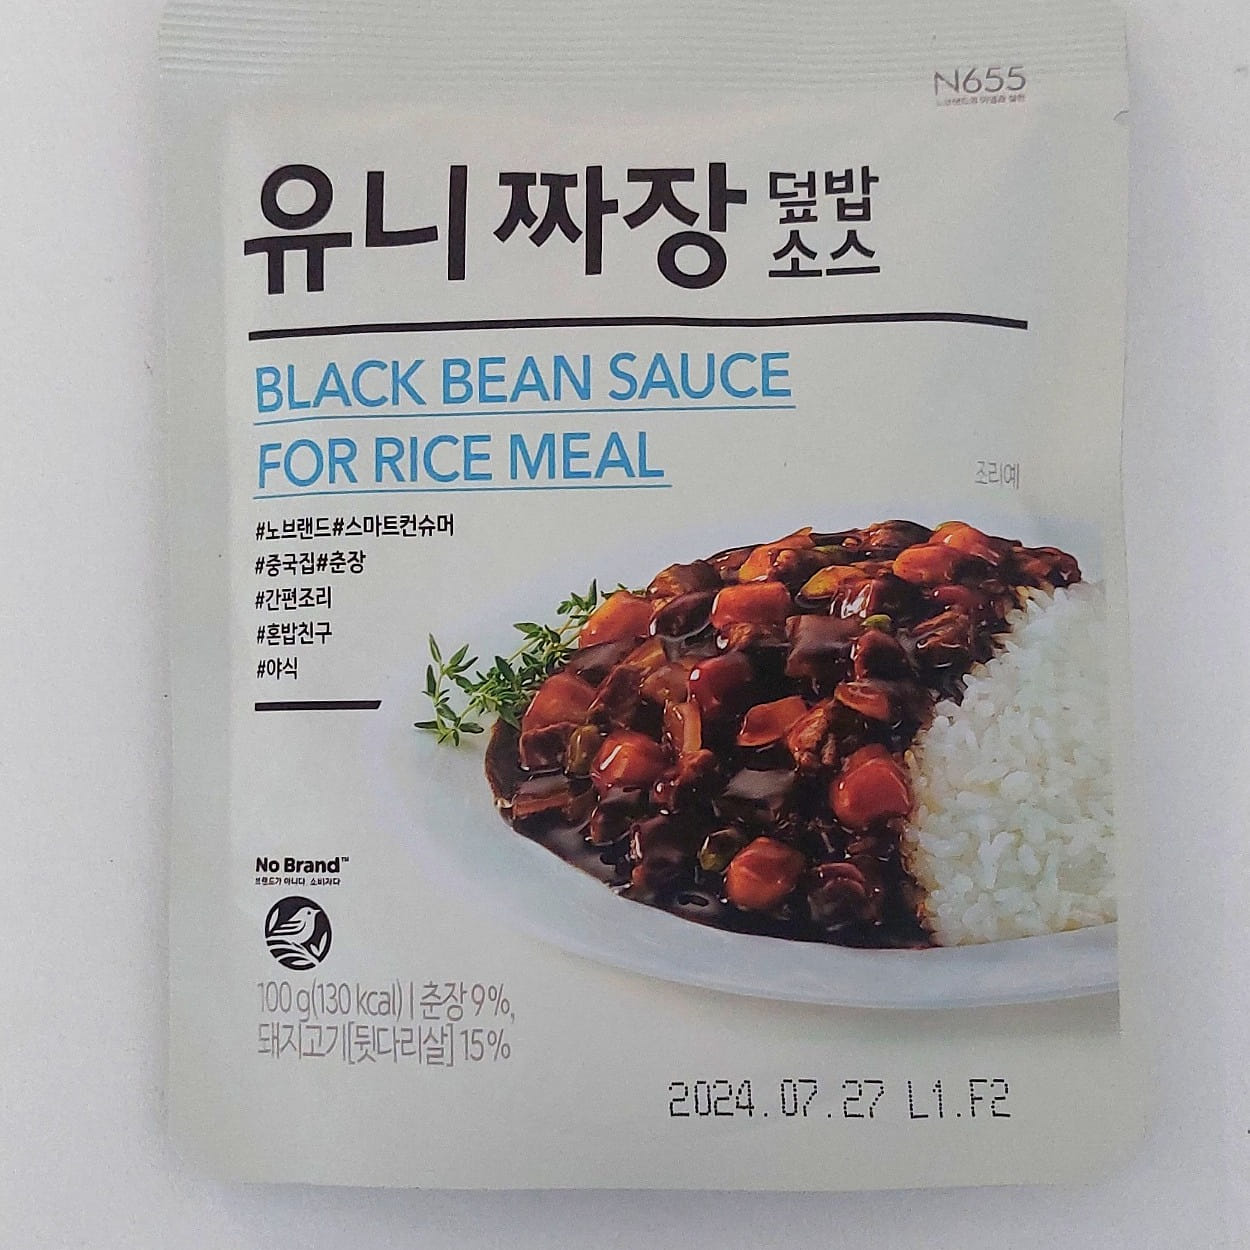 N655
유니짜장 덮밥
소스
BLACK BEAN SAUCE
FOR RICE MEAL
조리예
#노브랜드#스마트컨슈머
#중국집#춘장
#간편조리
#혼밥친구
#야식
No Brand™
브랜드가 아니다. 소비자다
100 g(130 kcal) | 춘장 9%,
돼지고기[뒷다리살] 15%
2024.07.27 L1.F2